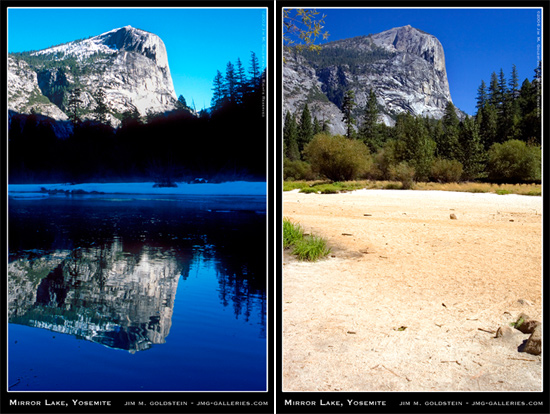 Mirror Lake, Yosemite JIM M. GOLDSTEIN - JMG-GALLERIES.COM
Mirror Lake, Yosemite JIM M. GOLDSTEIN - JMG-GALLERIES.COM